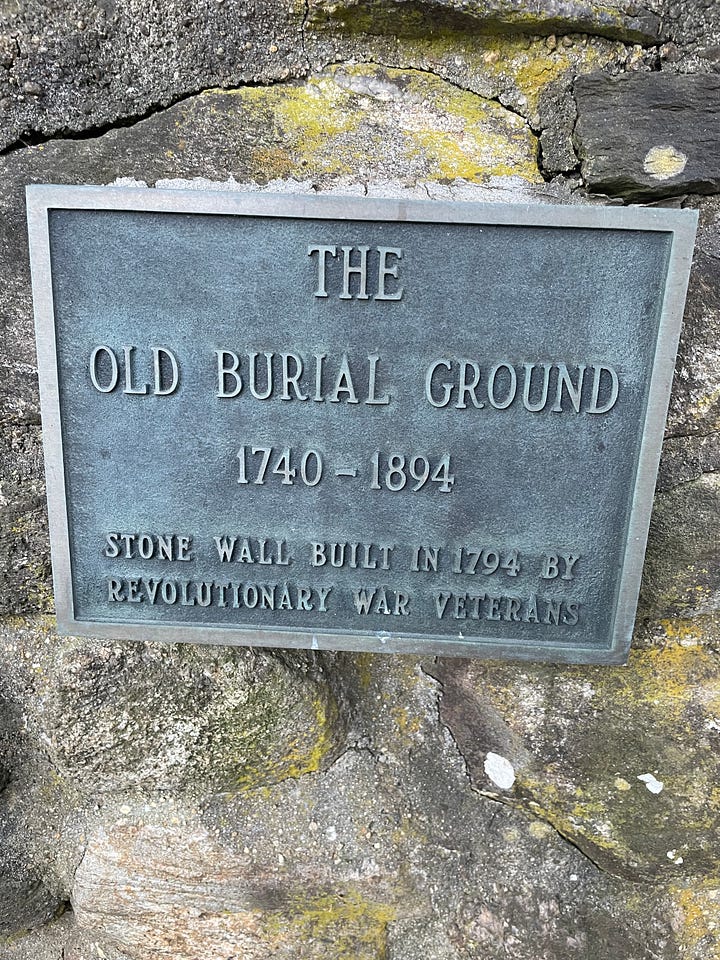 THE
OLD BURIAL GROUND
1740 - 1894
STONE WALL BUILT IN 1794 BY
REVOLUTIONARY WAR VETERANS